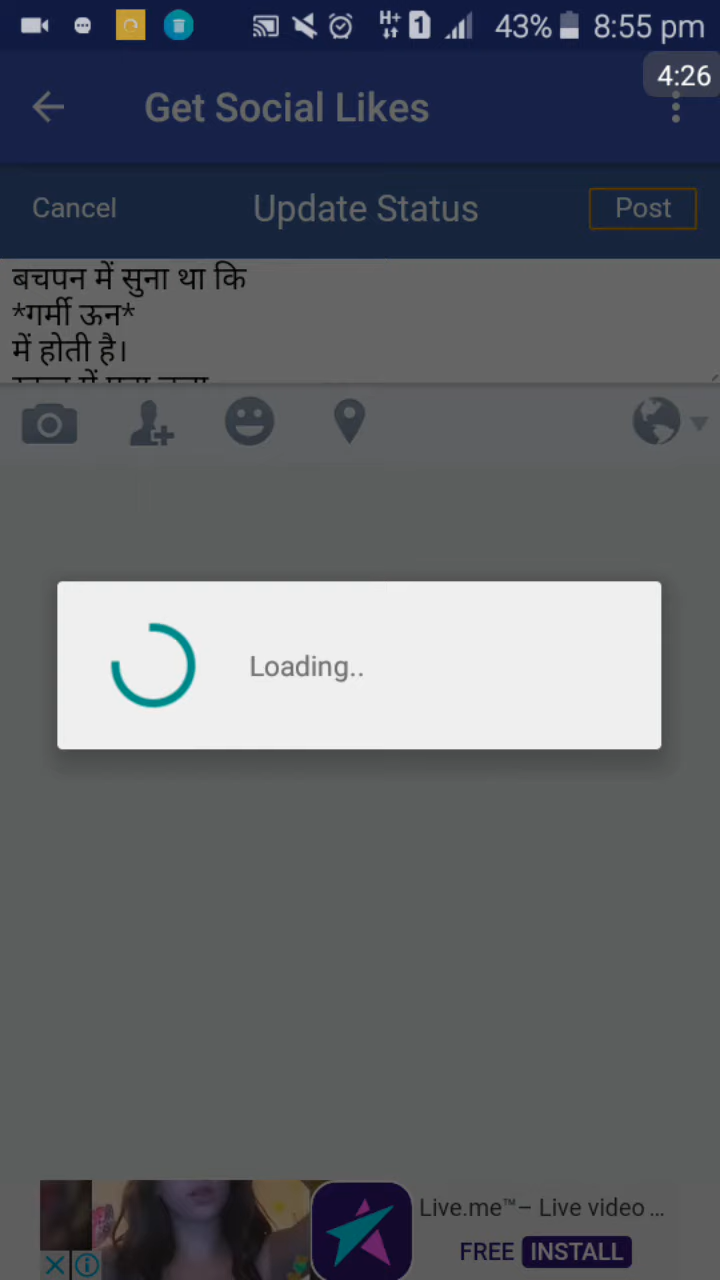 H+ 1 43% 8:55 pm
4:26
Get Social Likes
Cancel Update Status Post
बचपन में सुना था कि
*गर्मी ऊन*
में होती है।
Loading..
Live.me™– Live video ...
FREE INSTALL